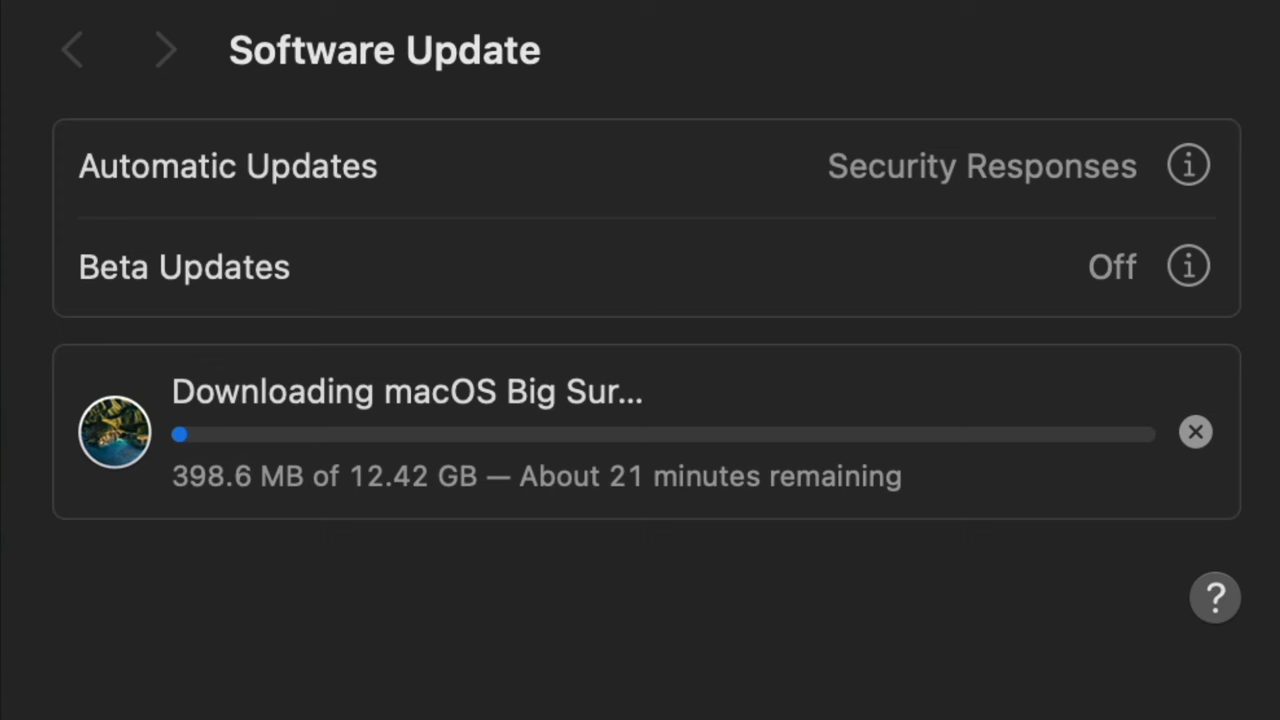 Software Update
Automatic Updates Security Responses
Beta Updates Off
Downloading macOS Big Sur...
398.6 MB of 12.42 GB — About 21 minutes remaining
?